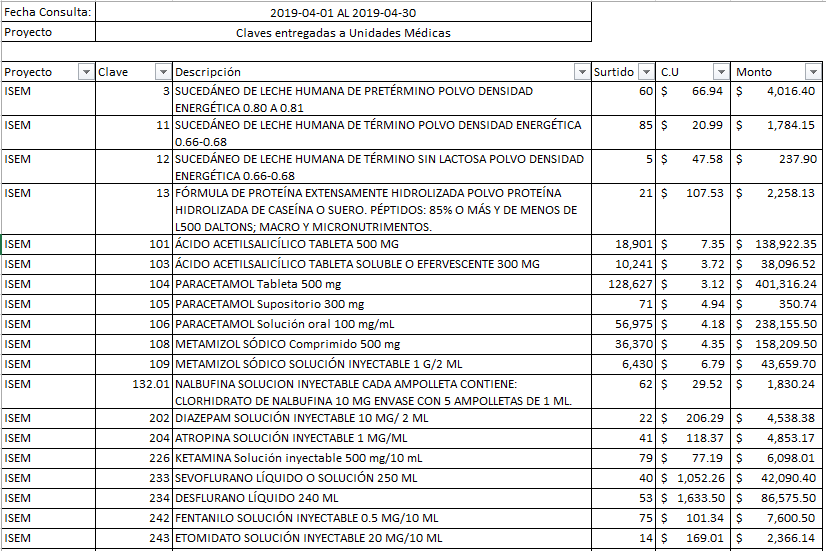 Fecha Consulta: 2019-04-01 AL 2019-04-30
Proyecto Claves entregadas a Unidades Médicas
Proyecto Clave Descripción Surtido C.U Monto
ISEM 3 SUCEDÁNEO DE LECHE HUMANA DE PRETÉRMINO POLVO DENSIDAD 60 $ 66.94 $ 4,016.40
ENERGÉTICA 0.80 A 0.81
ISEM 11 SUCEDÁNEO DE LECHE HUMANA DE TÉRMINO POLVO DENSIDAD ENERGÉTICA 85 $ 20.99 $ 1,784.15
0.66-0.68
ISEM 12 SUCEDÁNEO DE LECHE HUMANA DE TÉRMINO SIN LACTOSA POLVO DENSIDAD 5 $ 47.58 $ 237.90
ENERGÉTICA 0.66-0.68
ISEM 13 FÓRMULA DE PROTEÍNA EXTENSAMENTE HIDROLIZADA POLVO PROTEÍNA 21 $ 107.53 $ 2,258.13
HIDROLIZADA DE CASEÍNA O SUERO. PÉPTIDOS: 85% O MÁS Y DE MENOS DE
L500 DALTONS; MACRO Y MICRONUTRIMENTOS.
ISEM 101 ÁCIDO ACETILSALICÍLICO TABLETA 500 MG 18,901 $ 7.35 $ 138,922.35
ISEM 103 ÁCIDO ACETILSALICÍLICO TABLETA SOLUBLE O EFERVESCENTE 300 MG 10,241 $ 3.72 $ 38,096.52
ISEM 104 PARACETAMOL Tableta 500 mg 128,627 $ 3.12 $ 401,316.24
ISEM 105 PARACETAMOL Supositorio 300 mg 71 $ 4.94 $ 350.74
ISEM 106 PARACETAMOL Solución oral 100 mg/mL 56,975 $ 4.18 $ 238,155.50
ISEM 108 METAMIZOL SÓDICO Comprimido 500 mg 36,370 $ 4.35 $ 158,209.50
ISEM 109 METAMIZOL SÓDICO SOLUCIÓN INYECTABLE 1 G/2 ML 6,430 $ 6.79 $ 43,659.70
ISEM 132.01 NALBUFINA SOLUCION INYECTABLE CADA AMPOLLETA CONTIENE: 62 $ 29.52 $ 1,830.24
CLORHIDRATO DE NALBUFINA 10 MG ENVASE CON 5 AMPOLLETAS DE 1 ML.
ISEM 202 DIAZEPAM SOLUCIÓN INYECTABLE 10 MG/ 2 ML 22 $ 206.29 $ 4,538.38
ISEM 204 ATROPINA SOLUCIÓN INYECTABLE 1 MG/ML 41 $ 118.37 $ 4,853.17
ISEM 226 KETAMINA Solución inyectable 500 mg/10 mL 79 $ 77.19 $ 6,098.01
ISEM 233 SEVOFLURANO LÍQUIDO O SOLUCIÓN 250 ML 40 $ 1,052.26 $ 42,090.40
ISEM 234 DESFLURANO LÍQUIDO 240 ML 53 $ 1,633.50 $ 86,575.50
ISEM 242 FENTANILO SOLUCIÓN INYECTABLE 0.5 MG/10 ML 75 $ 101.34 $ 7,600.50
ISEM 243 ETOMIDATO SOLUCIÓN INYECTABLE 20 MG/10 ML 14 $ 169.01 $ 2,366.14